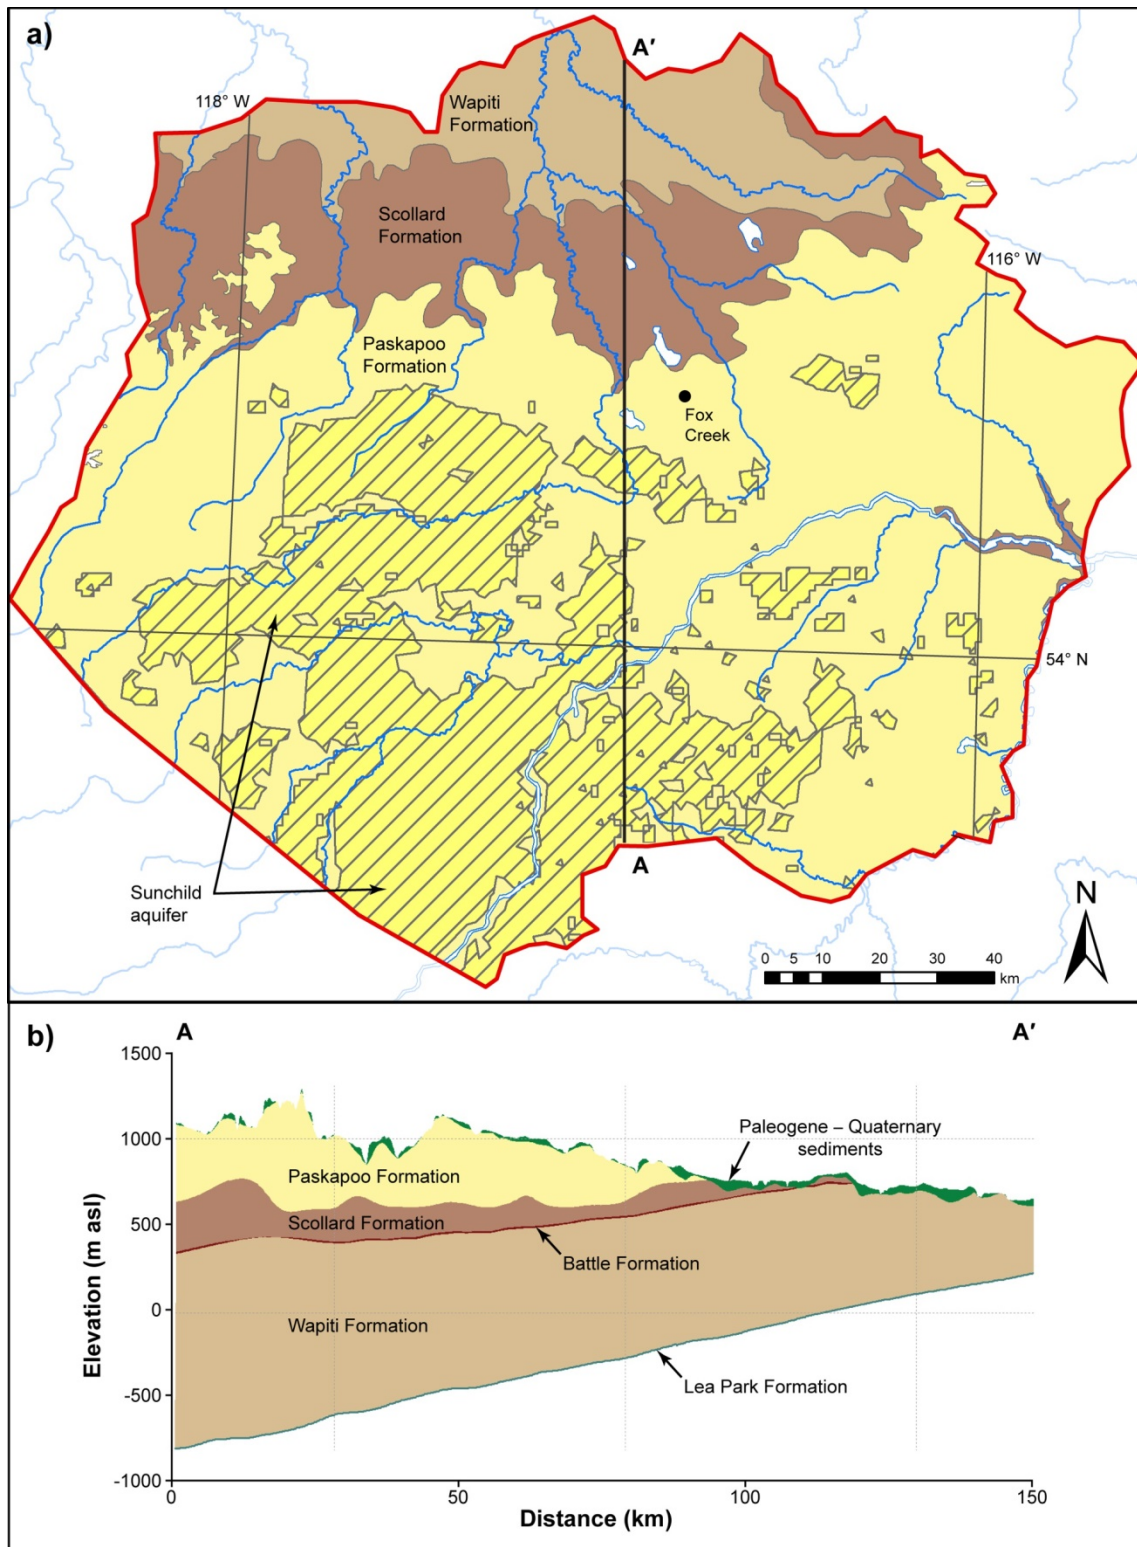 a)
A′
118° W
Wapiti
Formation
Scollard
Formation
116° W
Paskapoo
Formation
Fox
Creek
54° N
Sunchild
aquifer
A
N
0 5 10 20 30 40
km
b)
A
A′
1500
1000
500
0
-500
-1000
Elevation (m asl)
Paleogene – Quaternary
sediments
Paskapoo Formation
Scollard Formation
Battle Formation
Wapiti Formation
Lea Park Formation
0 50 100 150
Distance (km)